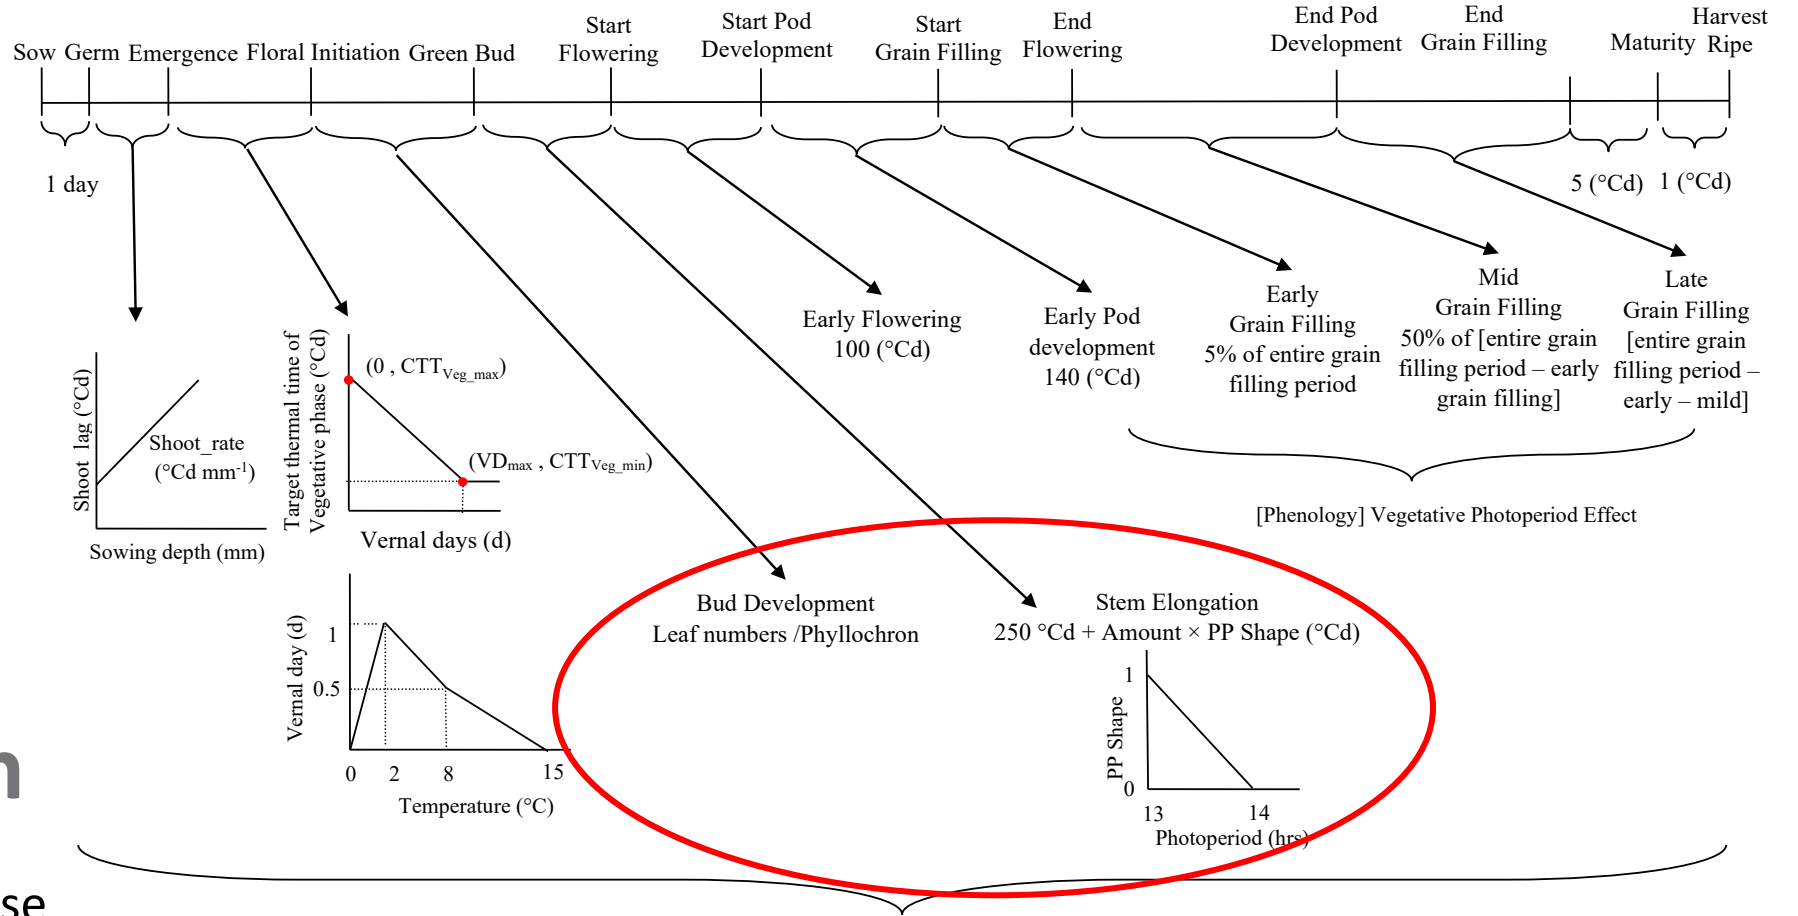 Sow Germ Emergence Floral Initiation Green Bud
Start
Flowering
Start Pod
Development
Start
Grain Filling
End
Flowering
End Pod
Development
End
Grain Filling
Maturity
Harvest
Ripe
1 day
5 (°Cd)
1 (°Cd)
Shoot lag (°Cd)
Shoot_rate
(°Cd mm-1)
Sowing depth (mm)
Target thermal time of
Vegetative phase (°Cd)
(0 , CTTVeg_max)
(VDmax , CTTVeg_min)
Vernal days (d)
Early Flowering
100 (°Cd)
Early Pod
development
140 (°Cd)
Early
Grain Filling
5% of entire grain
filling period
Mid
Grain Filling
50% of [entire grain
filling period – early
grain filling]
Late
Grain Filling
[entire grain
filling period –
early – mild]
[Phenology] Vegetative Photoperiod Effect
Vernal day (d)
1
0.5
0 2 8 15
Temperature (°C)
Bud Development
Leaf numbers /Phyllochron
Stem Elongation
250 °Cd + Amount × PP Shape (°Cd)
PP Shape
1
0
13 14
Photoperiod (hrs)
n
se